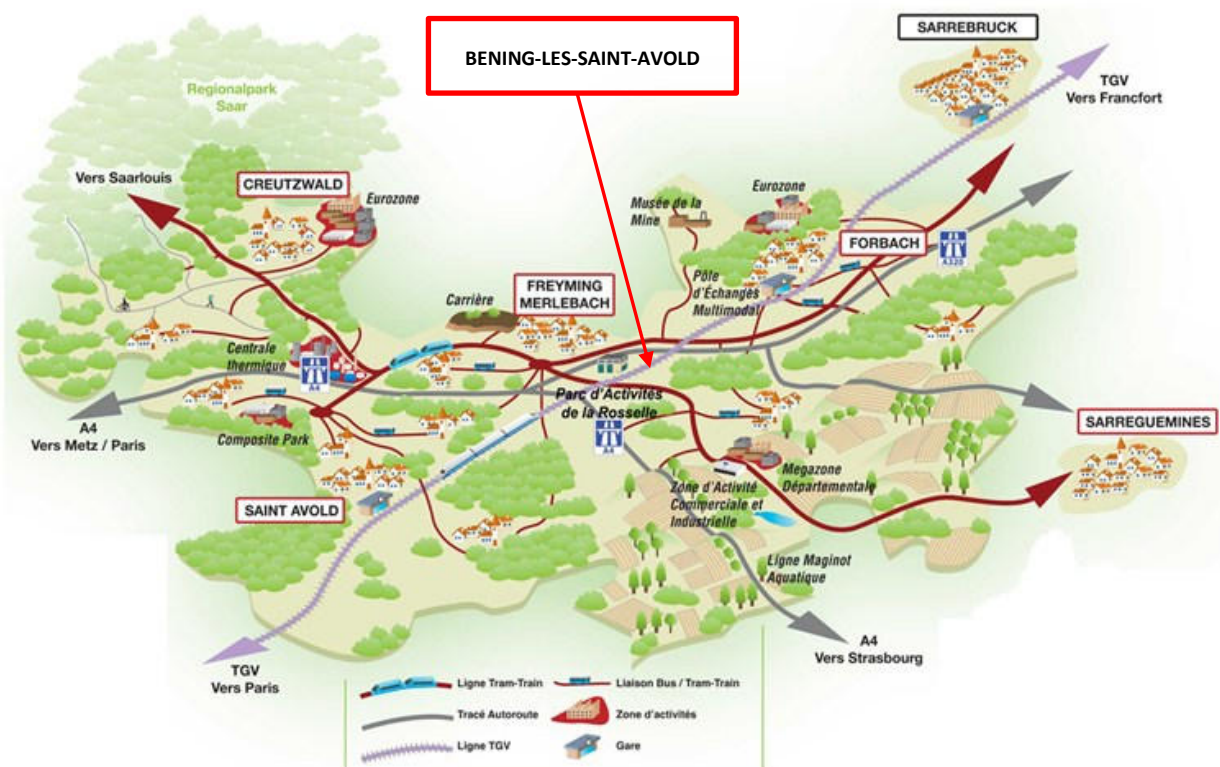 SARREBRUCK
BENING-LES-SAINT-AVOLD
TGV
Vers Francfort
Regionalpark
Saar
Vers Saarlouis
CREUTZWALD
Eurozone
Musée de la
Mine
Eurozone
FORBACH
A320
Pôle
d'Échanges
Multimodal
FREYMING
MERLEBACH
Carrière
Centrale
thermique
A4
Parc d'Activités
de la Rosselle
A4
Vers Metz / Paris
Composite Park
A4
SARREGUEMINES
Megazone
Départementale
Zone d'Activité
Commerciale et
Industrielle
SAINT AVOLD
Ligne Maginot
Aquatique
A4
Vers Strasbourg
TGV
Vers Paris
Ligne Tram-Train
Liaison Bus / Tram-Train
Tracé Autoroute
Zone d'activités
Ligne TGV
Gare